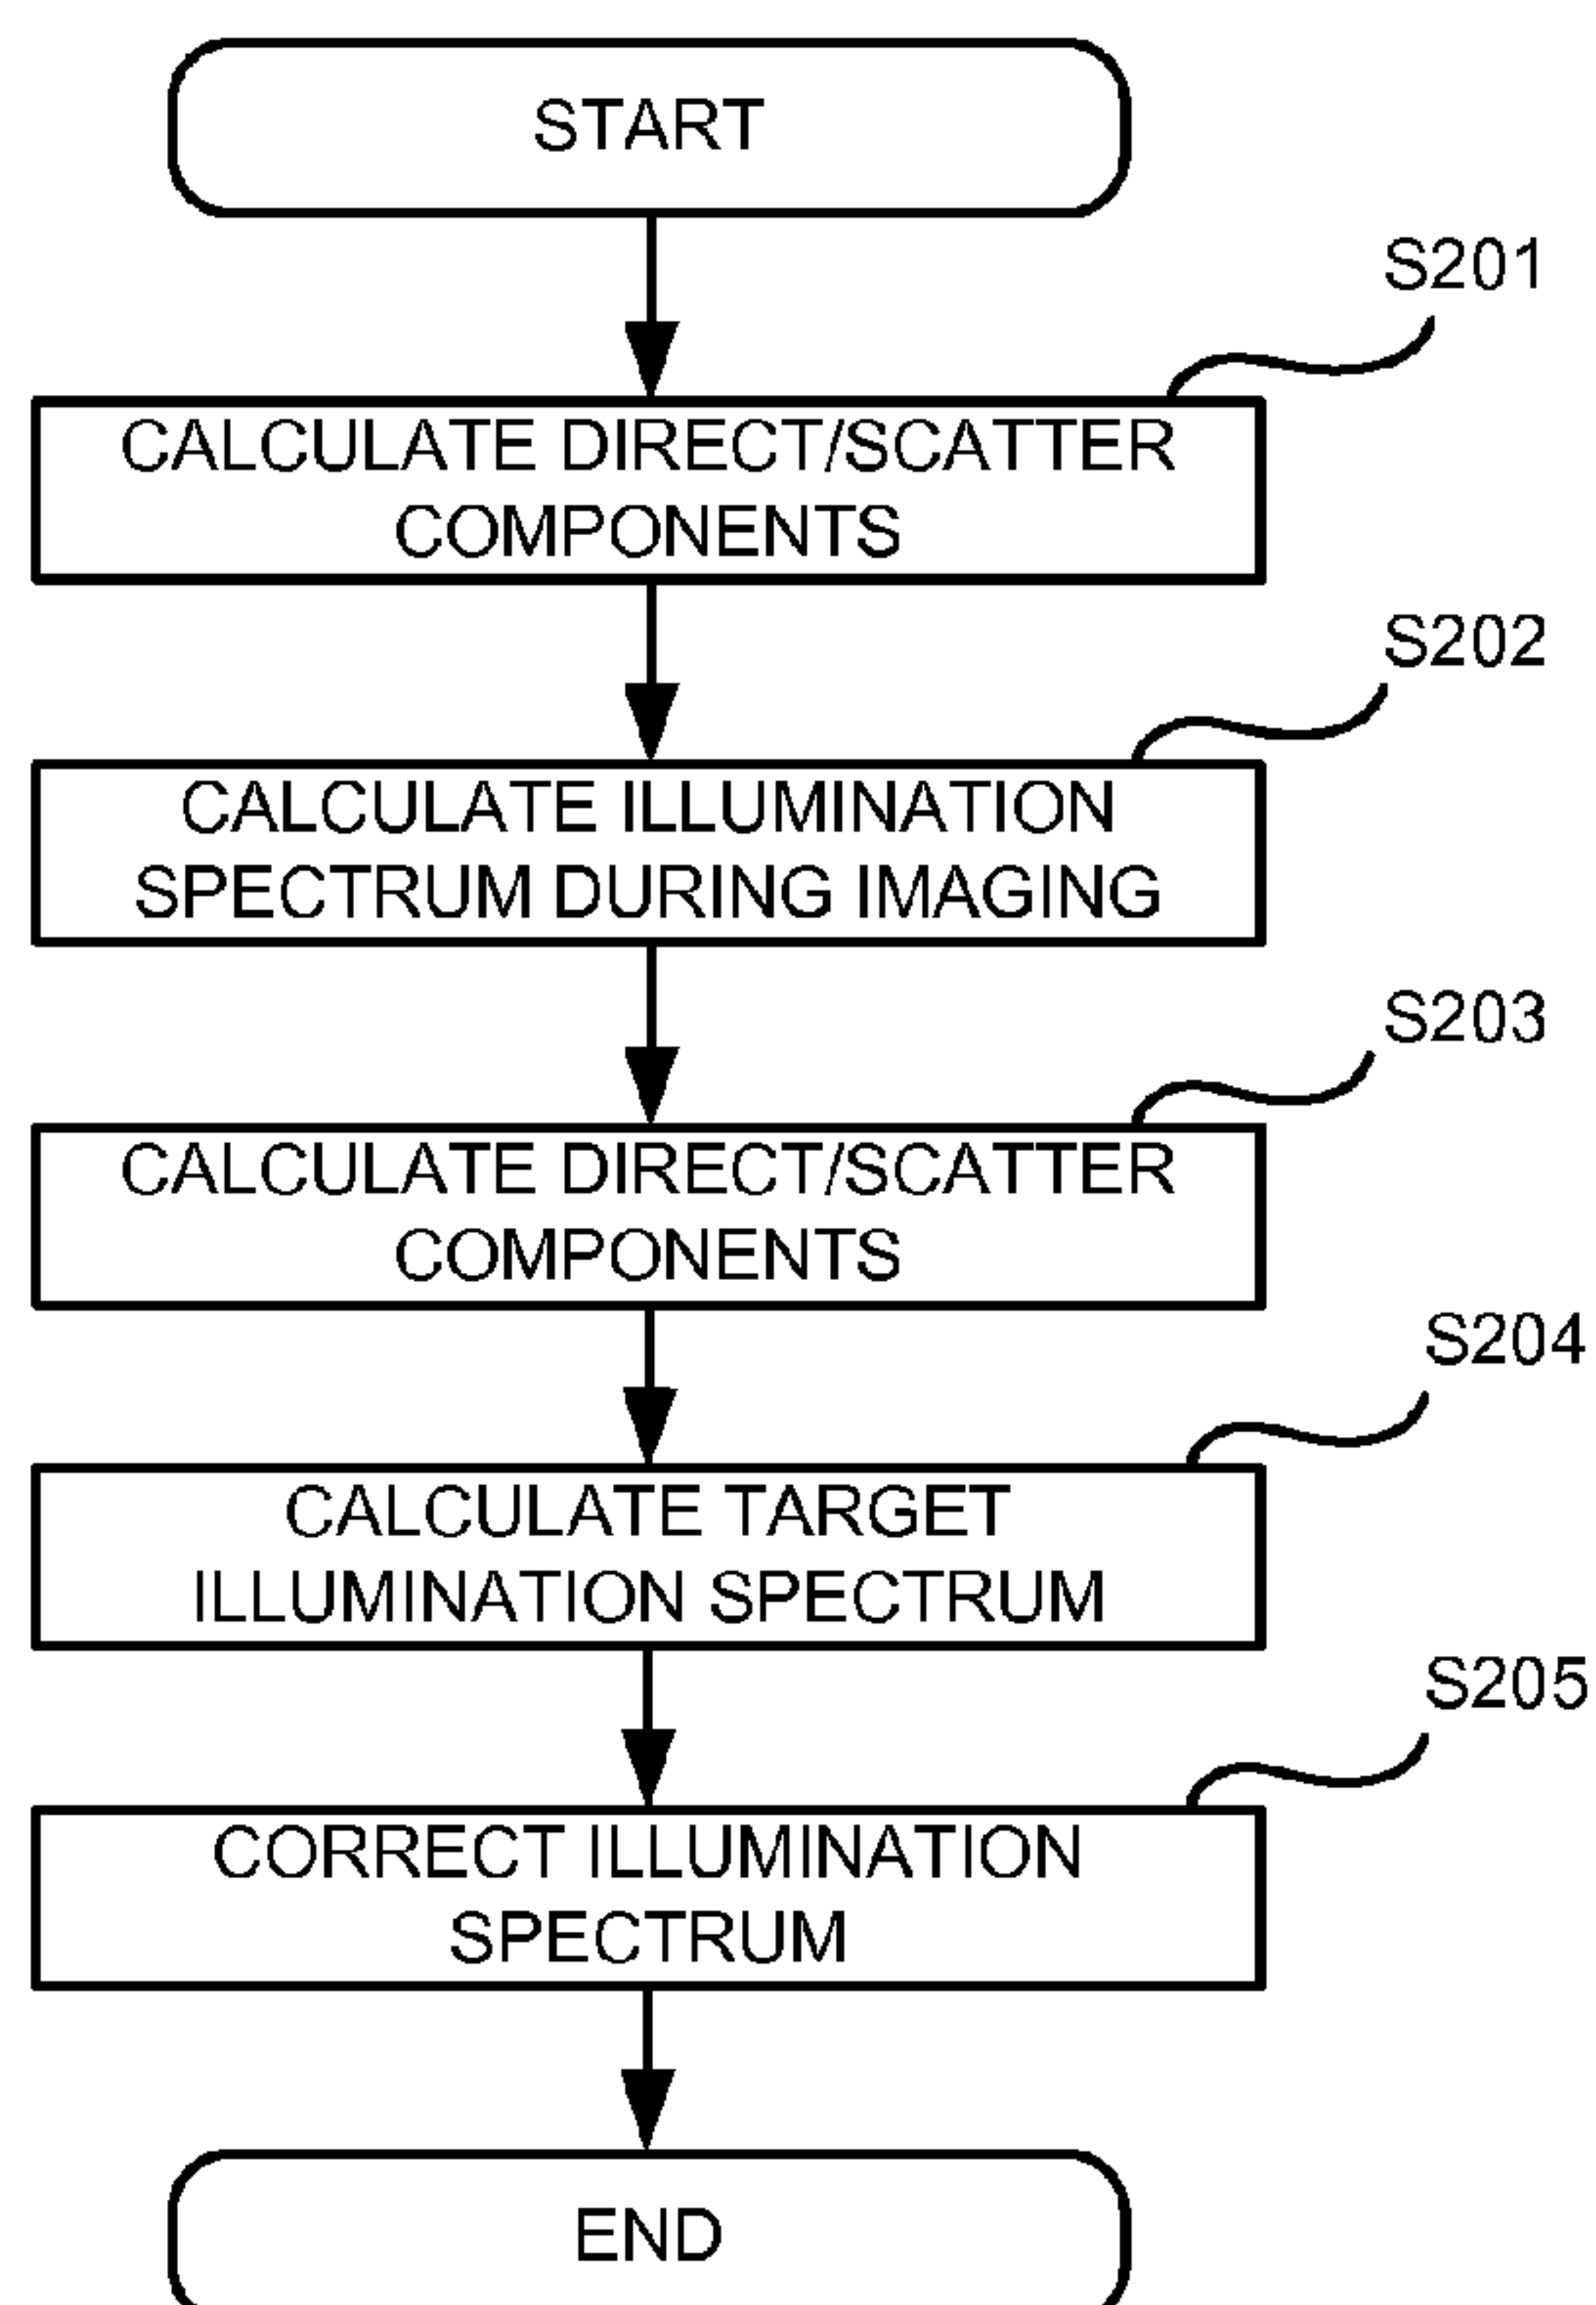 START
S201
CALCULATE DIRECT/SCATTER
COMPONENTS
S202
CALCULATE ILLUMINATION
SPECTRUM DURING IMAGING
S203
CALCULATE DIRECT/SCATTER
COMPONENTS
S204
CALCULATE TARGET
ILLUMINATION SPECTRUM
S205
CORRECT ILLUMINATION
SPECTRUM
END